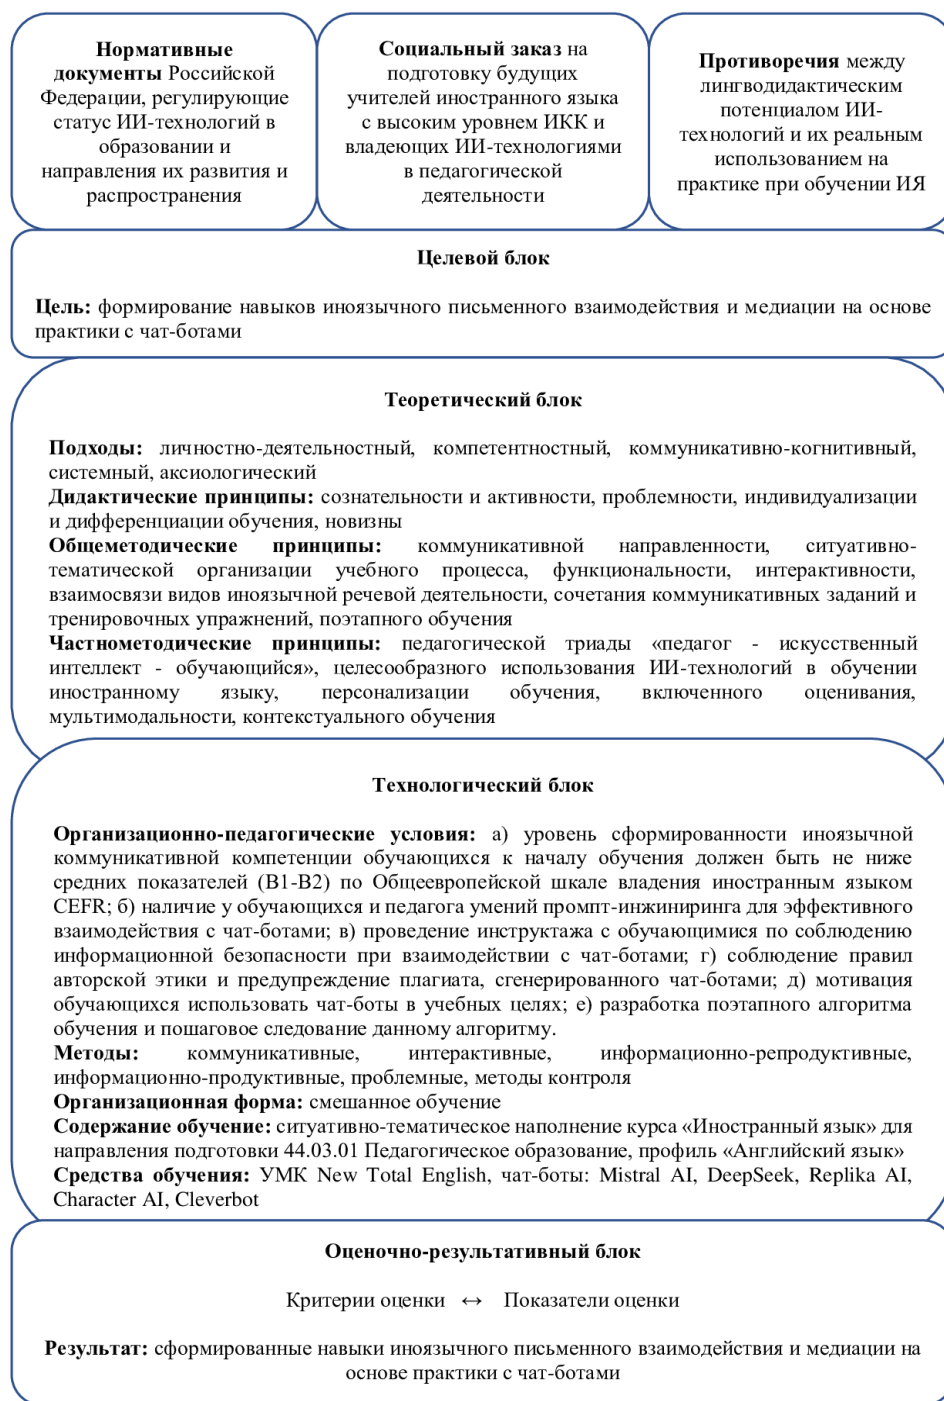 Нормативные
документы Российской
Федерации, регулирующие
статус ИИ-технологий в
образовании и
направления их развития и
распространения
Социальный заказ на
подготовку будущих
учителей иностранного языка
с высоким уровнем ИКК и
владеющих ИИ-технологиями
в педагогической
деятельности
Противоречия между
лингводидактическим
потенциалом ИИ-
технологий и их реальным
использованием на
практике при обучении ИЯ
Целевой блок
Цель: формирование навыков иноязычного письменного взаимодействия и медиации на основе
практики с чат-ботами
Теоретический блок
Подходы: личностно-деятельностный, компетентностный, коммуникативно-когнитивный,
системный, аксиологический
Дидактические принципы: сознательности и активности, проблемности, индивидуализации
и дифференциации обучения, новизны
Общеметодические принципы: коммуникативной направленности, ситуативно-
тематической организации учебного процесса, функциональности, интерактивности,
взаимосвязи видов иноязычной речевой деятельности, сочетания коммуникативных заданий и
тренировочных упражнений, поэтапного обучения
Частнометодические принципы: педагогической триады «педагог - искусственный
интеллект - обучающийся», целесообразного использования ИИ-технологий в обучении
иностранному языку, персонализации обучения, включенного оценивания,
мультимодальности, контекстуального обучения
Технологический блок
Организационно-педагогические условия: а) уровень сформированности иноязычной
коммуникативной компетенции обучающихся к началу обучения должен быть не ниже
средних показателей (В1-В2) по Общеевропейской шкале владения иностранным языком
CEFR; б) наличие у обучающихся и педагога умений промпт-инжиниринга для эффективного
взаимодействия с чат-ботами; в) проведение инструктажа с обучающимися по соблюдению
информационной безопасности при взаимодействии с чат-ботами; г) соблюдение правил
авторской этики и предупреждение плагиата, сгенерированного чат-ботами; д) мотивация
обучающихся использовать чат-боты в учебных целях; е) разработка поэтапного алгоритма
обучения и пошаговое следование данному алгоритму.
Методы: коммуникативные, интерактивные, информационно-репродуктивные,
информационно-продуктивные, проблемные, методы контроля
Организационная форма: смешанное обучение
Содержание обучение: ситуативно-тематическое наполнение курса «Иностранный язык» для
направления подготовки 44.03.01 Педагогическое образование, профиль «Английский язык»
Средства обучения: УМК New Total English, чат-боты: Mistral AI, DeepSeek, Replika AI,
Character AI, Cleverbot
Оценочно-результативный блок
Критерии оценки ↔ Показатели оценки
Результат: сформированные навыки иноязычного письменного взаимодействия и медиации на
основе практики с чат-ботами